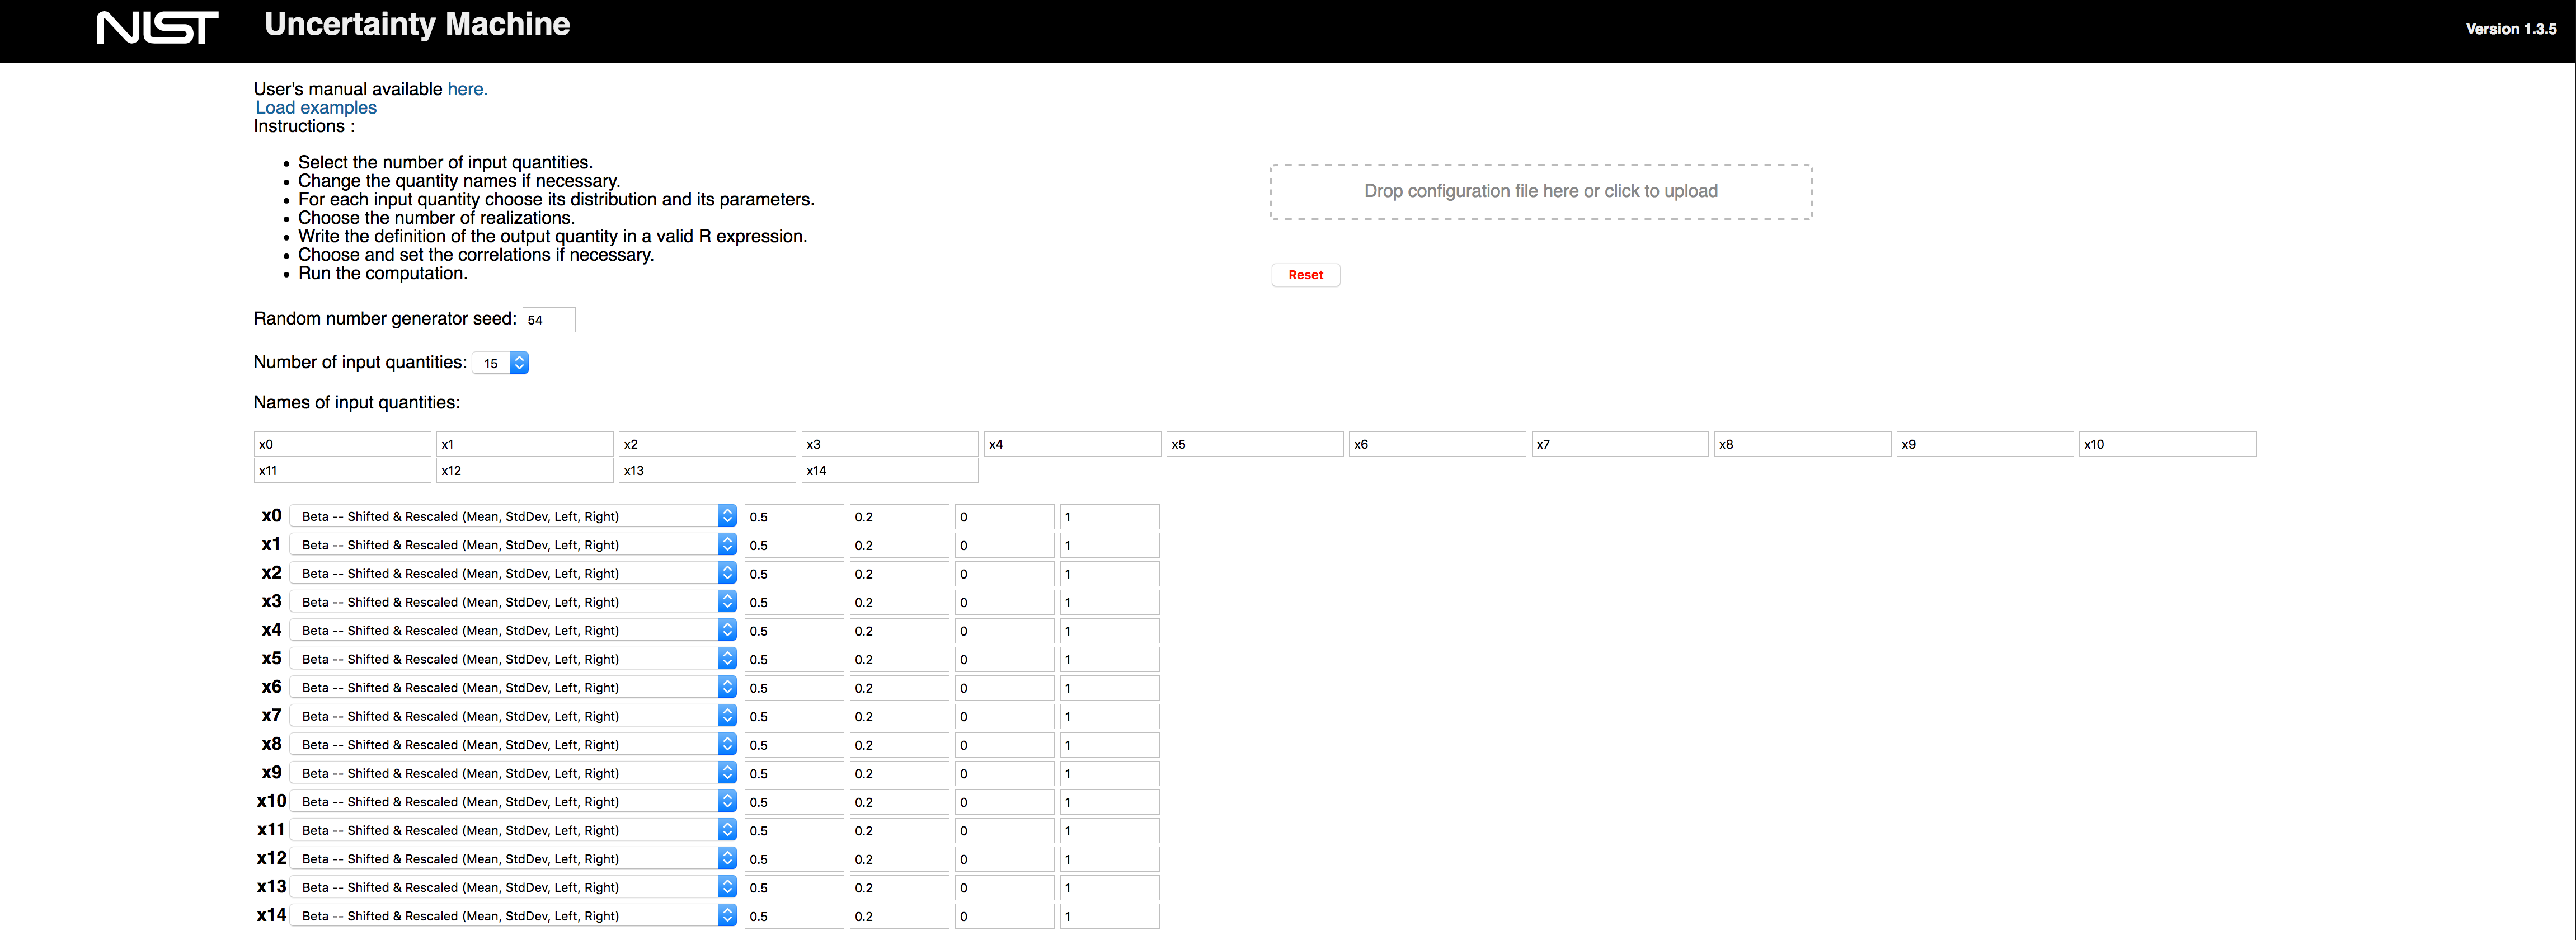 NIST Uncertainty Machine Version 1.3.5
User's manual available here.
Load examples
Instructions :
• Select the number of input quantities.
• Change the quantity names if necessary.
• For each input quantity choose its distribution and its parameters.
• Choose the number of realizations.
• Write the definition of the output quantity in a valid R expression.
• Choose and set the correlations if necessary.
• Run the computation.
Drop configuration file here or click to upload
Reset
Random number generator seed: 54
Number of input quantities: 15
Names of input quantities:
x0 x1 x2 x3 x4 x5 x6 x7 x8 x9 x10
x11 x12 x13 x14
x0 Beta -- Shifted & Rescaled (Mean, StdDev, Left, Right) 0.5 0.2 0 1
x1 Beta -- Shifted & Rescaled (Mean, StdDev, Left, Right) 0.5 0.2 0 1
x2 Beta -- Shifted & Rescaled (Mean, StdDev, Left, Right) 0.5 0.2 0 1
x3 Beta -- Shifted & Rescaled (Mean, StdDev, Left, Right) 0.5 0.2 0 1
x4 Beta -- Shifted & Rescaled (Mean, StdDev, Left, Right) 0.5 0.2 0 1
x5 Beta -- Shifted & Rescaled (Mean, StdDev, Left, Right) 0.5 0.2 0 1
x6 Beta -- Shifted & Rescaled (Mean, StdDev, Left, Right) 0.5 0.2 0 1
x7 Beta -- Shifted & Rescaled (Mean, StdDev, Left, Right) 0.5 0.2 0 1
x8 Beta -- Shifted & Rescaled (Mean, StdDev, Left, Right) 0.5 0.2 0 1
x9 Beta -- Shifted & Rescaled (Mean, StdDev, Left, Right) 0.5 0.2 0 1
x10 Beta -- Shifted & Rescaled (Mean, StdDev, Left, Right) 0.5 0.2 0 1
x11 Beta -- Shifted & Rescaled (Mean, StdDev, Left, Right) 0.5 0.2 0 1
x12 Beta -- Shifted & Rescaled (Mean, StdDev, Left, Right) 0.5 0.2 0 1
x13 Beta -- Shifted & Rescaled (Mean, StdDev, Left, Right) 0.5 0.2 0 1
x14 Beta -- Shifted & Rescaled (Mean, StdDev, Left, Right) 0.5 0.2 0 1